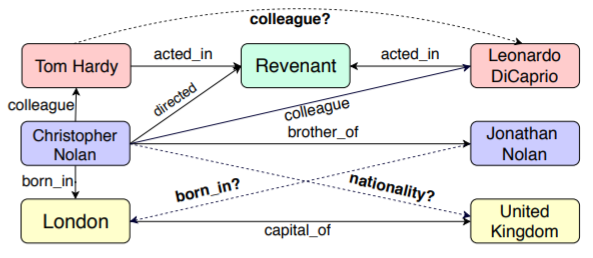 colleague?
Tom Hardy
acted_in
Revenant
acted_in
Leonardo
DiCaprio
colleague
directed
colleague
Christopher
Nolan
brother_of
Jonathan
Nolan
born_in
born_in?
nationality?
London
capital_of
United
Kingdom